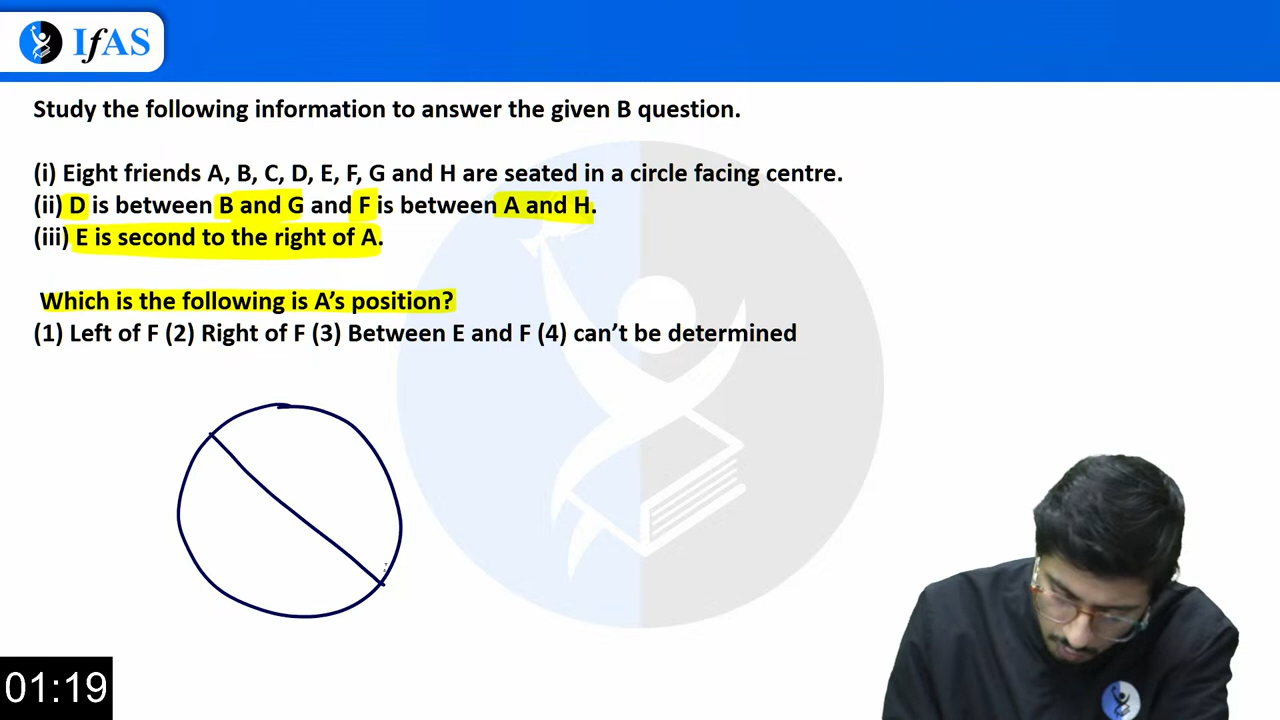 IfAS
Study the following information to answer the given B question.
(i) Eight friends A, B, C, D, E, F, G and H are seated in a circle facing centre.
(ii) D is between B and G and F is between A and H.
(iii) E is second to the right of A.
Which is the following is A’s position?
(1) Left of F (2) Right of F (3) Between E and F (4) can’t be determined
01:19